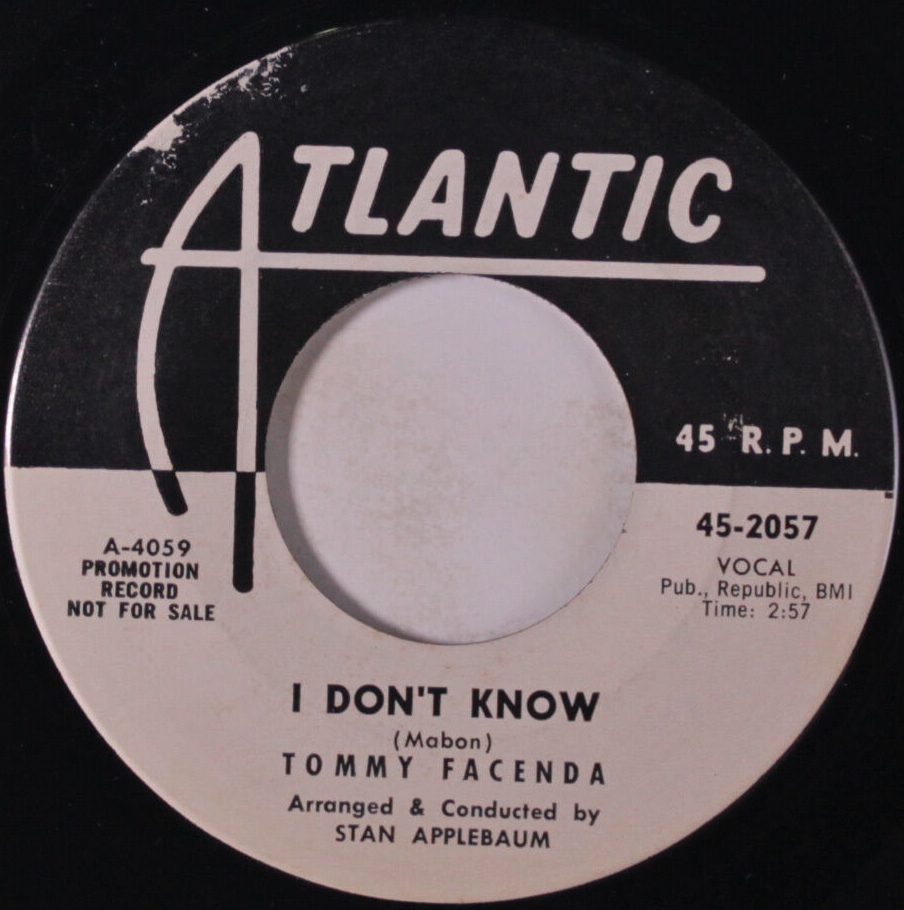 ATLANTIC
45 R. P. M.
45-2057
VOCAL
Pub., Republic, BMI
Time: 2:57
A-4059
PROMOTION
RECORD
NOT FOR SALE
I DON'T KNOW
(Mabon)
TOMMY FACENDA
Arranged & Conducted by
STAN APPLEBAUM